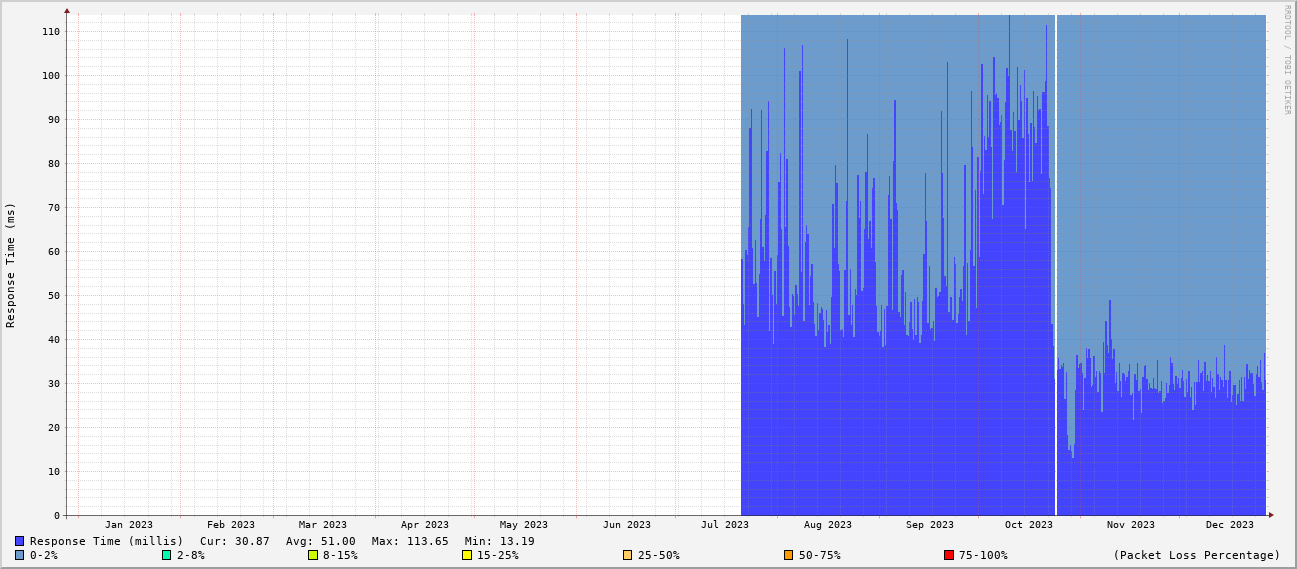 RRDTOOL / TOBI OETIKER
Response Time (ms)
110
100
90
80
70
60
50
40
30
20
10
0
Jan 2023 Feb 2023 Mar 2023 Apr 2023 May 2023 Jun 2023 Jul 2023 Aug 2023 Sep 2023 Oct 2023 Nov 2023 Dec 2023
Response Time (millis) Cur: 30.87 Avg: 51.00 Max: 113.65 Min: 13.19
0-2% 2-8% 8-15% 15-25% 25-50% 50-75% 75-100% (Packet Loss Percentage)